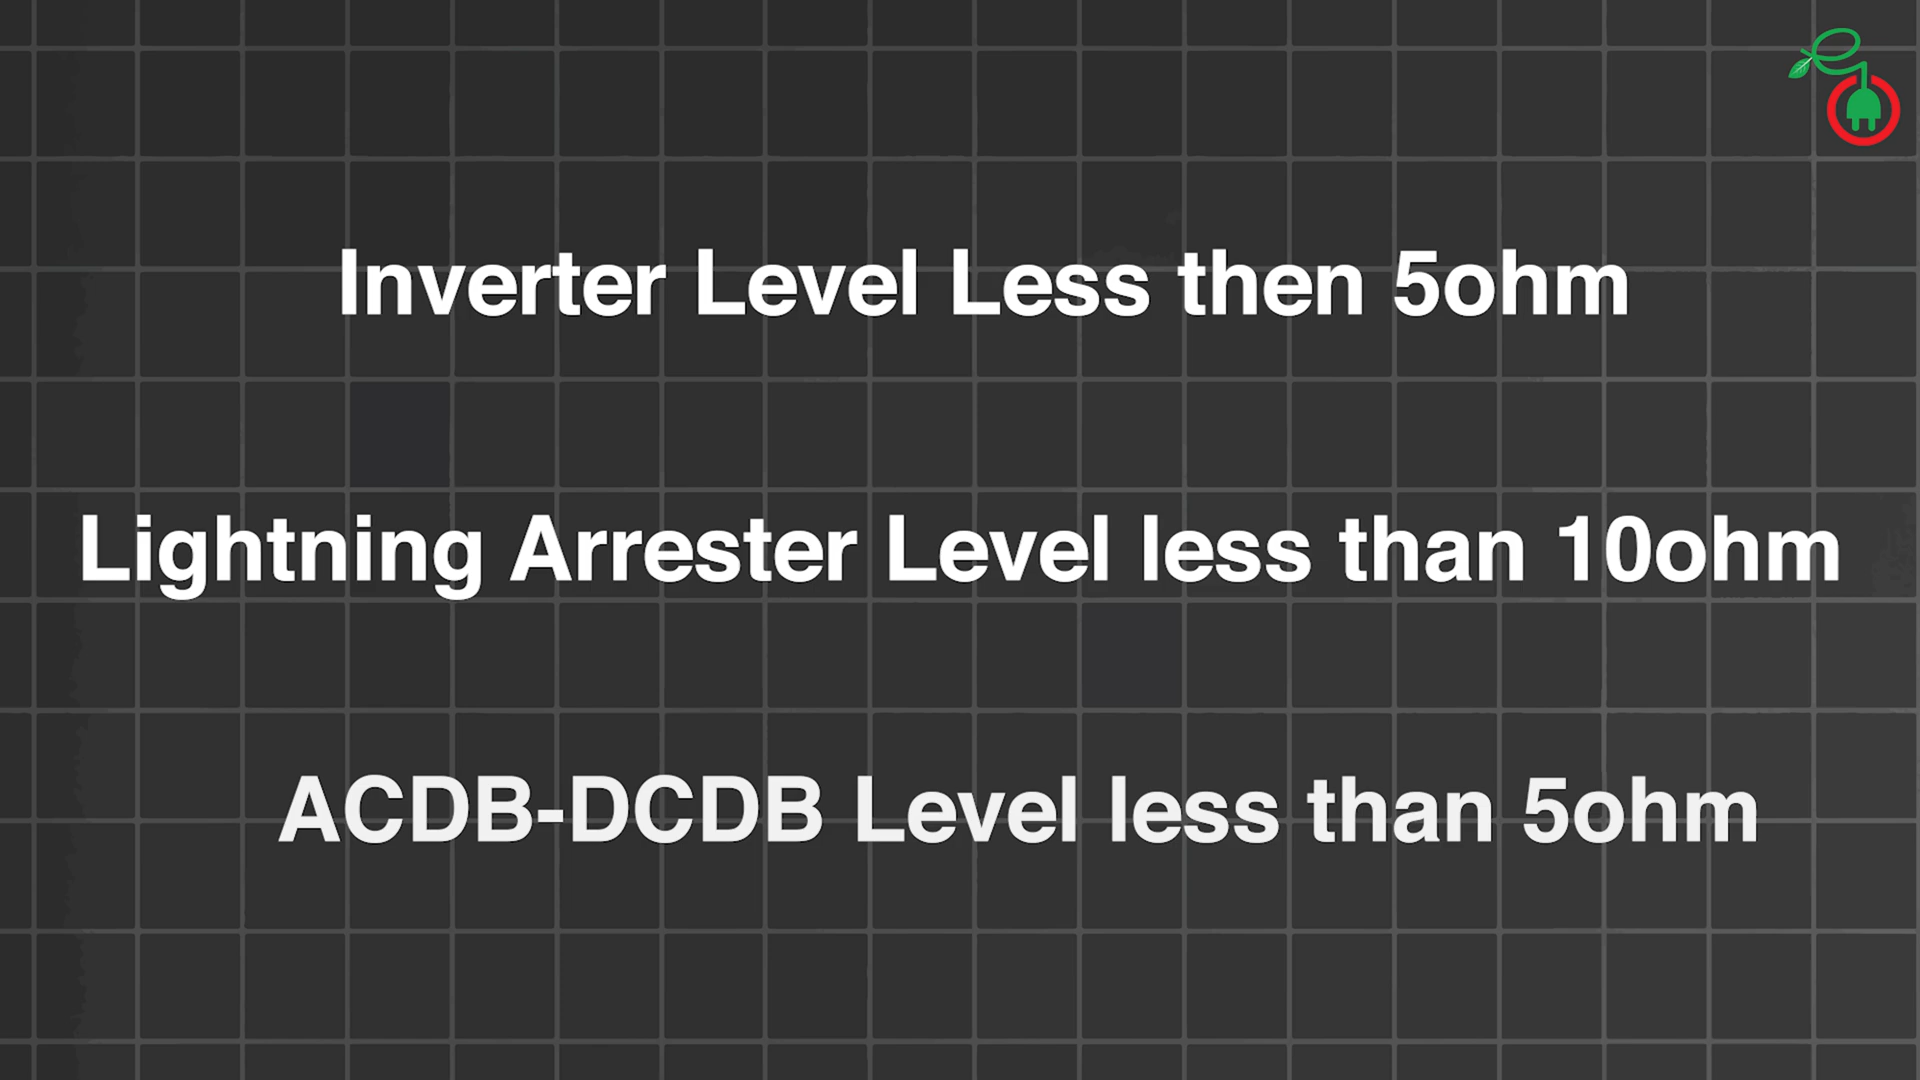 Inverter Level Less then 5ohm
Lightning Arrester Level less than 10ohm
ACDB-DCDB Level less than 5ohm